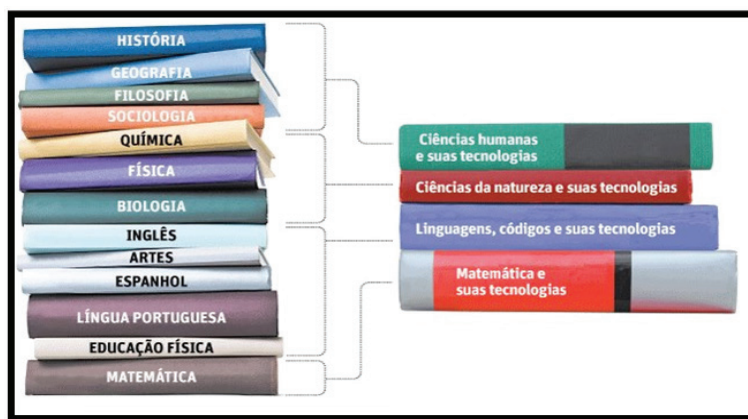 HISTÓRIA
GEOGRAFIA
FILOSOFIA
SOCIOLOGIA
QUÍMICA
FÍSICA
BIOLOGIA
INGLÊS
ARTES
ESPANHOL
LÍNGUA PORTUGUESA
EDUCAÇÃO FÍSICA
MATEMÁTICA
Ciências humanas
e suas tecnologias
Ciências da natureza e suas tecnologias
Linguagens, códigos e suas tecnologias
Matemática e
suas tecnologias